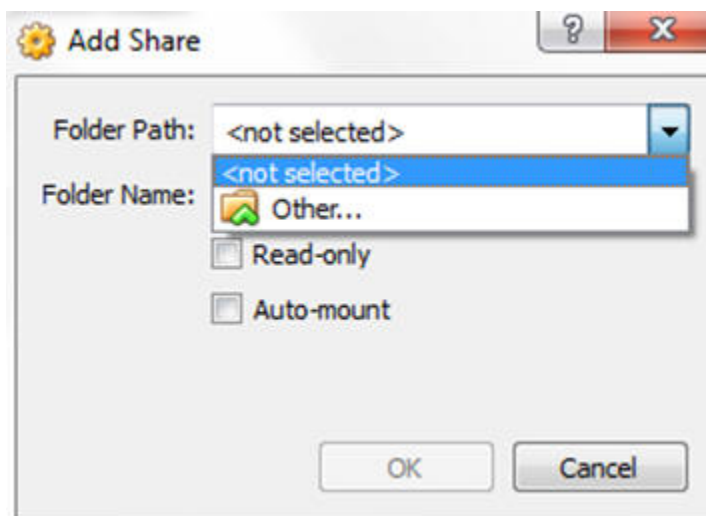 Add Share
Folder Path: <not selected>
<not selected>
Folder Name:
Other...
Read-only
Auto-mount
OK Cancel